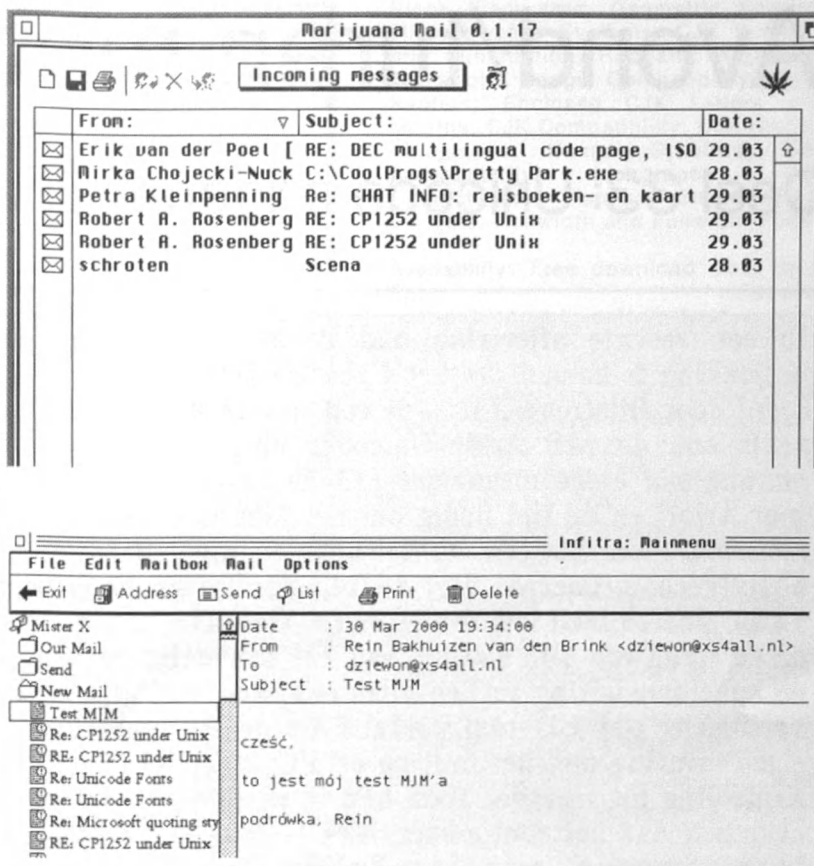 Marijuana Mail 0.1.17
Incoming messages
From: Subject: Date:
Erik van der Poel [ RE: DEC multilingual code page, ISO 29.03
Mirka Chojecki-Nuck C:\CoolProgs\Pretty Park.exe 28.03
Petra Kleinpenning Re: CHAT INFO: reisboeken- en kaart 29.03
Robert A. Rosenberg RE: CP1252 under Unix 29.03
Robert A. Rosenberg RE: CP1252 under Unix 29.03
schroten Scena 28.03
Infitra: Mainmenu
File Edit Mailbox Mail Options
Exit Address Send List Print Delete
Mister X
Out Mail
Send
New Mail
Test MJM
Re: CP1252 under Unix
RE: CP1252 under Unix
Re: Unicode Fonts
Re: Unicode Fonts
Re: Microsoft quoting sty
RE: CP1252 under Unix
Date : 30 Mar 2000 19:34:00
From : Rein Bakhuizen van den Brink <dziewon@xs4all.nl>
To : dziewon@xs4all.nl
Subject : Test MJM
cześć,
to jest mój test MJM'a
podrówka, Rein